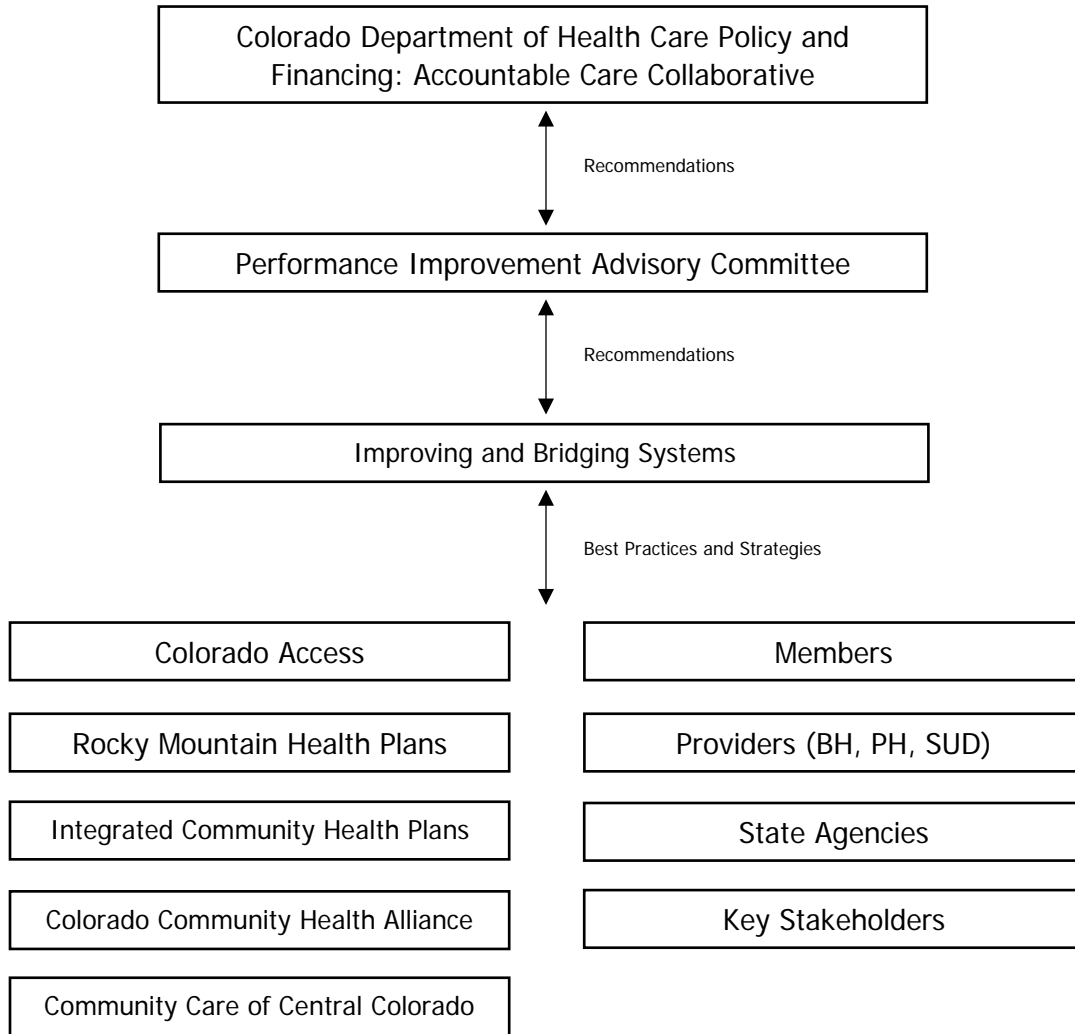 Colorado Department of Health Care Policy and
Financing: Accountable Care Collaborative
Recommendations
Performance Improvement Advisory Committee
Recommendations
Improving and Bridging Systems
Best Practices and Strategies
Colorado Access
Members
Rocky Mountain Health Plans
Providers (BH, PH, SUD)
Integrated Community Health Plans
State Agencies
Colorado Community Health Alliance
Key Stakeholders
Community Care of Central Colorado